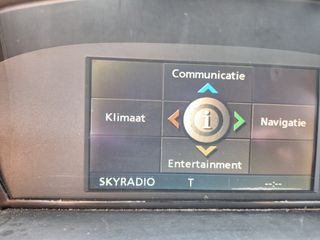 Communicatie
Klimaat
i
Navigatie
Entertainment
SKYRADIO T --:--